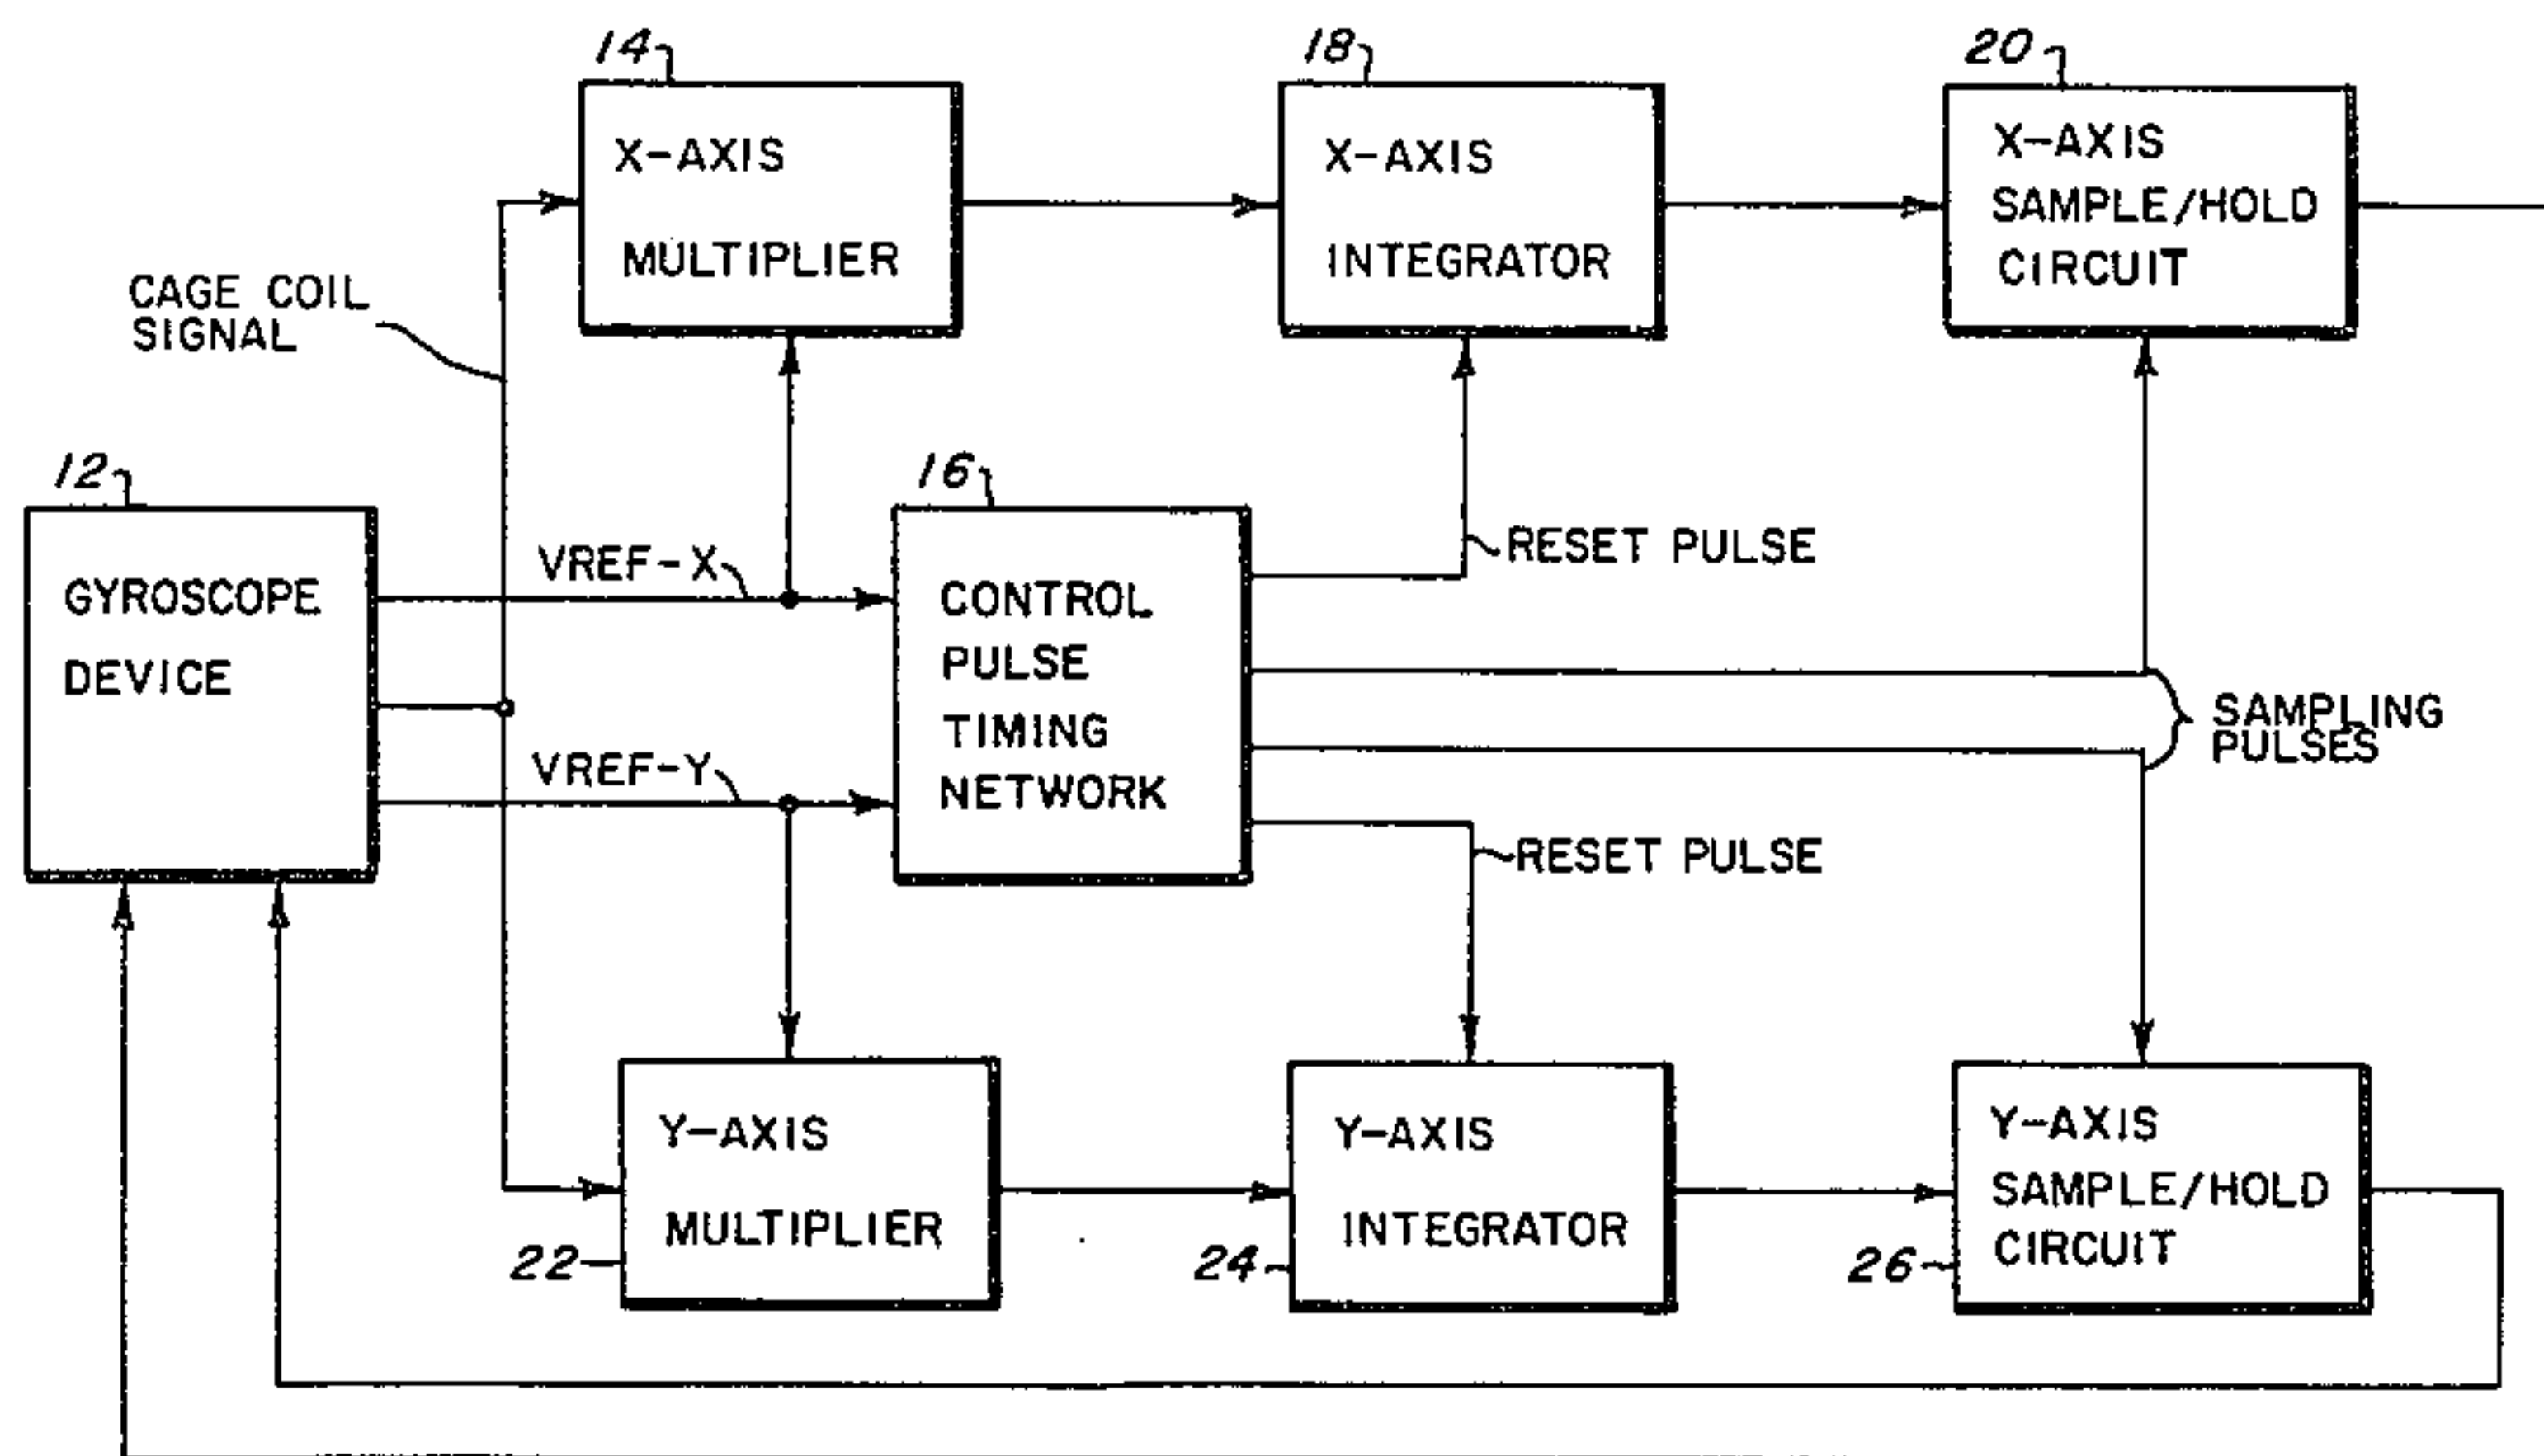 14
X-AXIS
MULTIPLIER
18
X-AXIS
INTEGRATOR
20
X-AXIS
SAMPLE/HOLD
CIRCUIT
CAGE COIL
SIGNAL
12
GYROSCOPE
DEVICE
VREF-X
VREF-Y
16
CONTROL
PULSE
TIMING
NETWORK
RESET PULSE
SAMPLING
PULSES
RESET PULSE
Y-AXIS
MULTIPLIER
22
Y-AXIS
INTEGRATOR
24
Y-AXIS
SAMPLE/HOLD
CIRCUIT
26